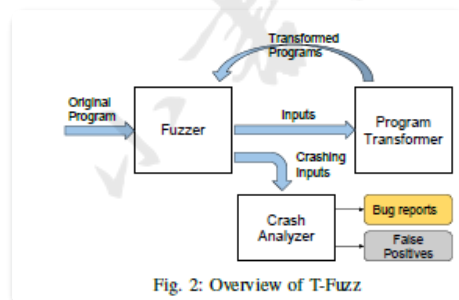 Transformed
Programs
Original
Program
Fuzzer
Inputs
Program
Transformer
Crashing
Inputs
Crash
Analyzer
Bug reports
False
Positives
Fig. 2: Overview of T-Fuzz